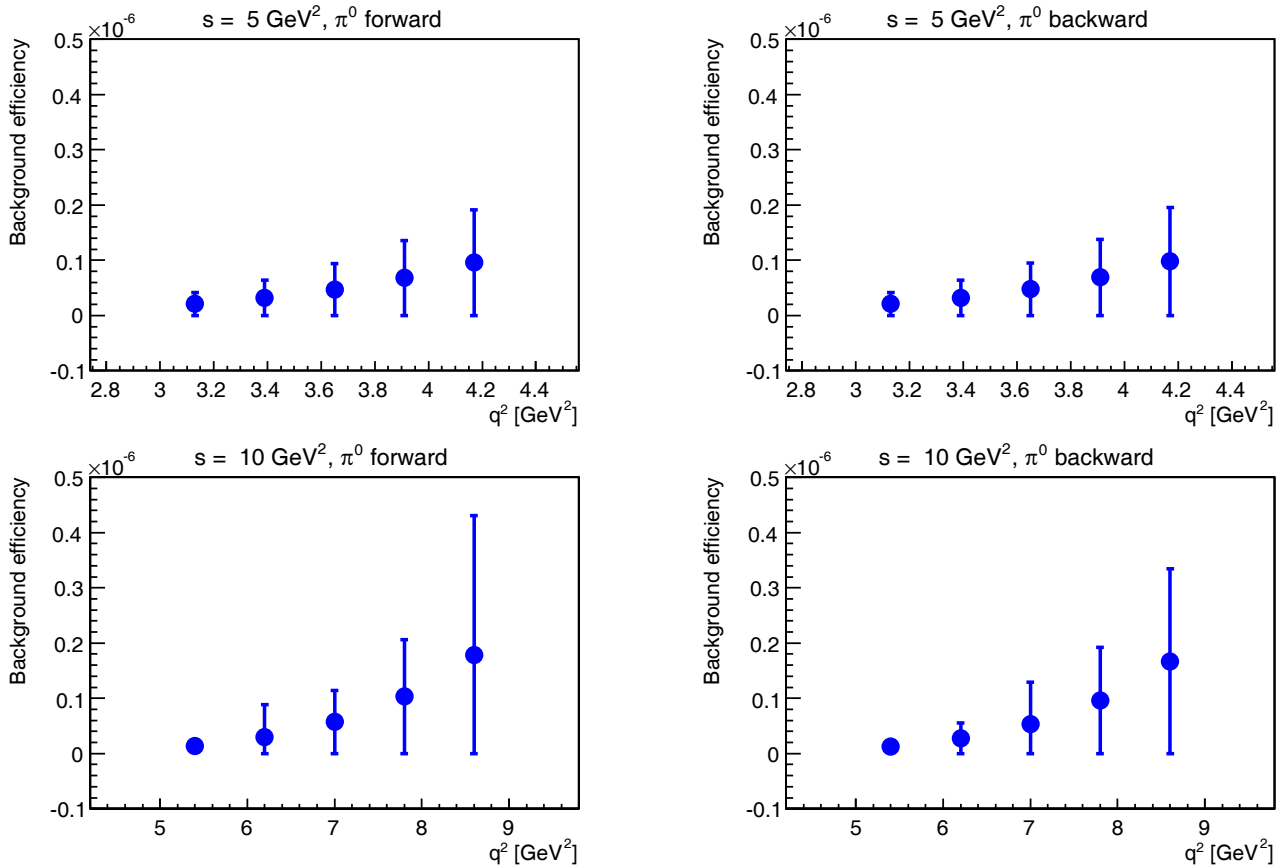 ×10⁻⁶ s = 5 GeV², π⁰ forward
Background efficiency
0.5
0.4
0.3
0.2
0.1
0
-0.1
2.8 3 3.2 3.4 3.6 3.8 4 4.2 4.4
q² [GeV²]
×10⁻⁶ s = 5 GeV², π⁰ backward
Background efficiency
0.5
0.4
0.3
0.2
0.1
0
-0.1
2.8 3 3.2 3.4 3.6 3.8 4 4.2 4.4
q² [GeV²]
×10⁻⁶ s = 10 GeV², π⁰ forward
Background efficiency
0.5
0.4
0.3
0.2
0.1
0
-0.1
5 6 7 8 9
q² [GeV²]
×10⁻⁶ s = 10 GeV², π⁰ backward
Background efficiency
0.5
0.4
0.3
0.2
0.1
0
-0.1
5 6 7 8 9
q² [GeV²]